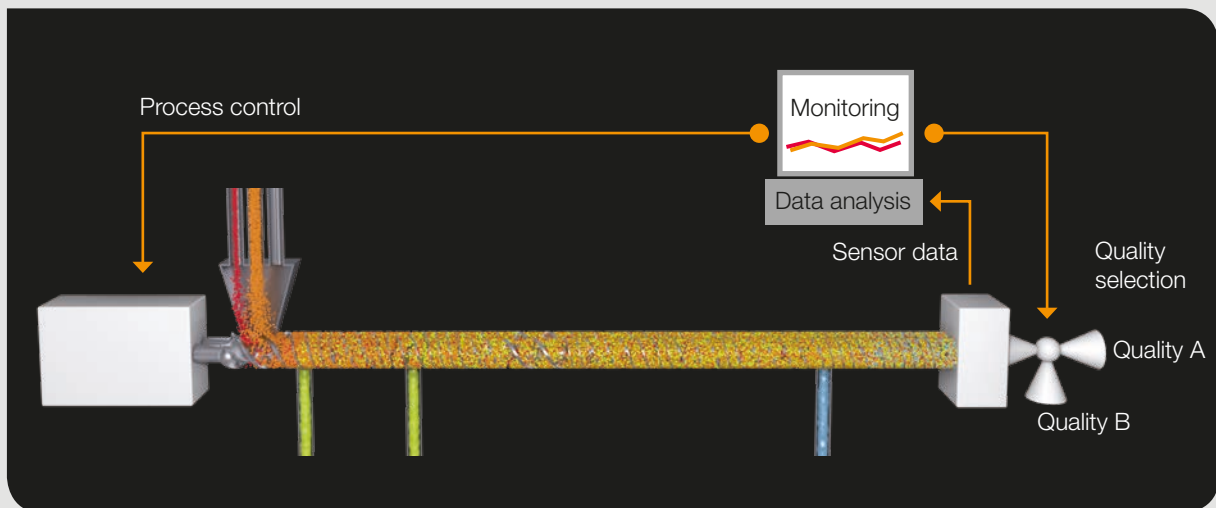 Process control
Monitoring
Data analysis
Sensor data
Quality
selection
Quality A
Quality B